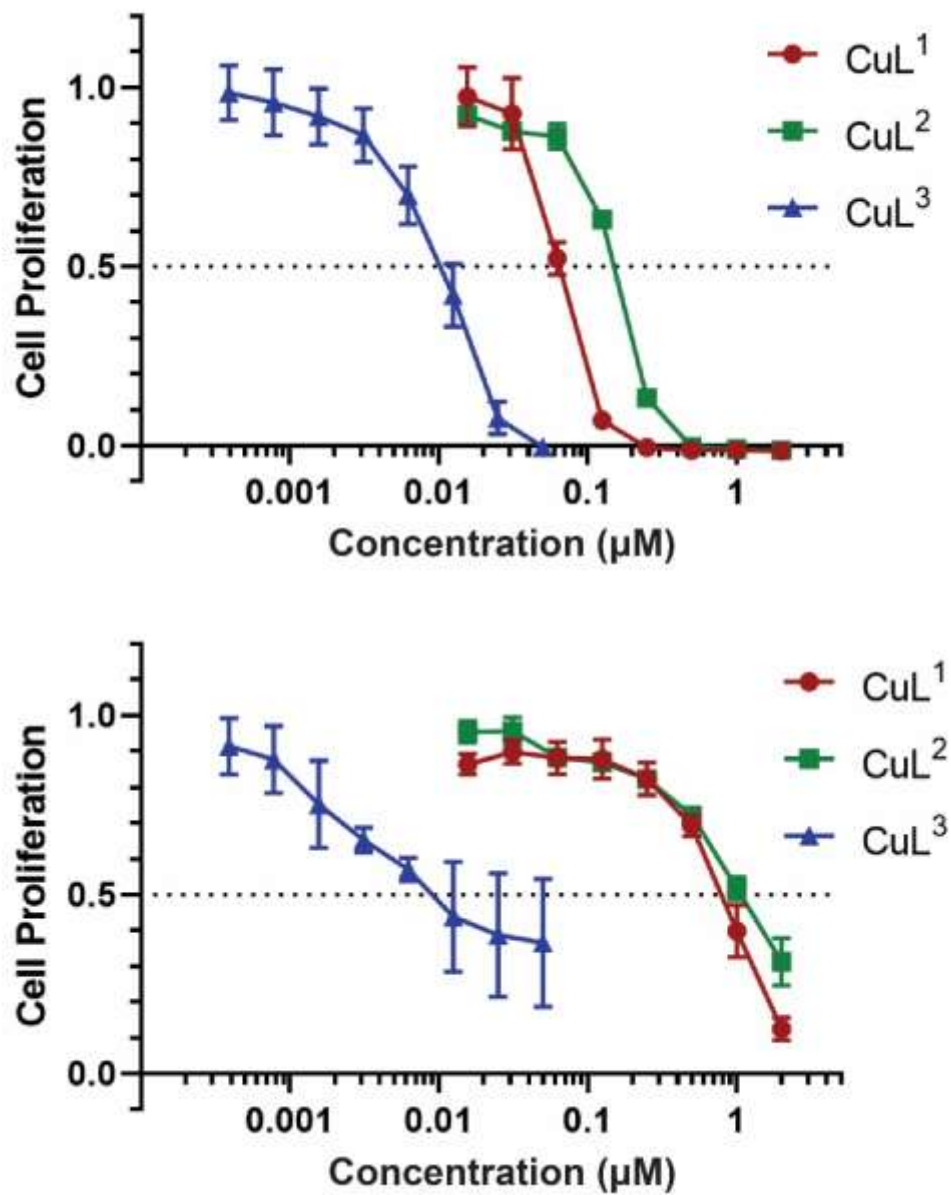 CuL¹
CuL²
CuL³
Cell Proliferation
1.0
0.5
0.0
0.001 0.01 0.1 1
Concentration (µM)
CuL¹
CuL²
CuL³
Cell Proliferation
1.0
0.5
0.0
0.001 0.01 0.1 1
Concentration (µM)